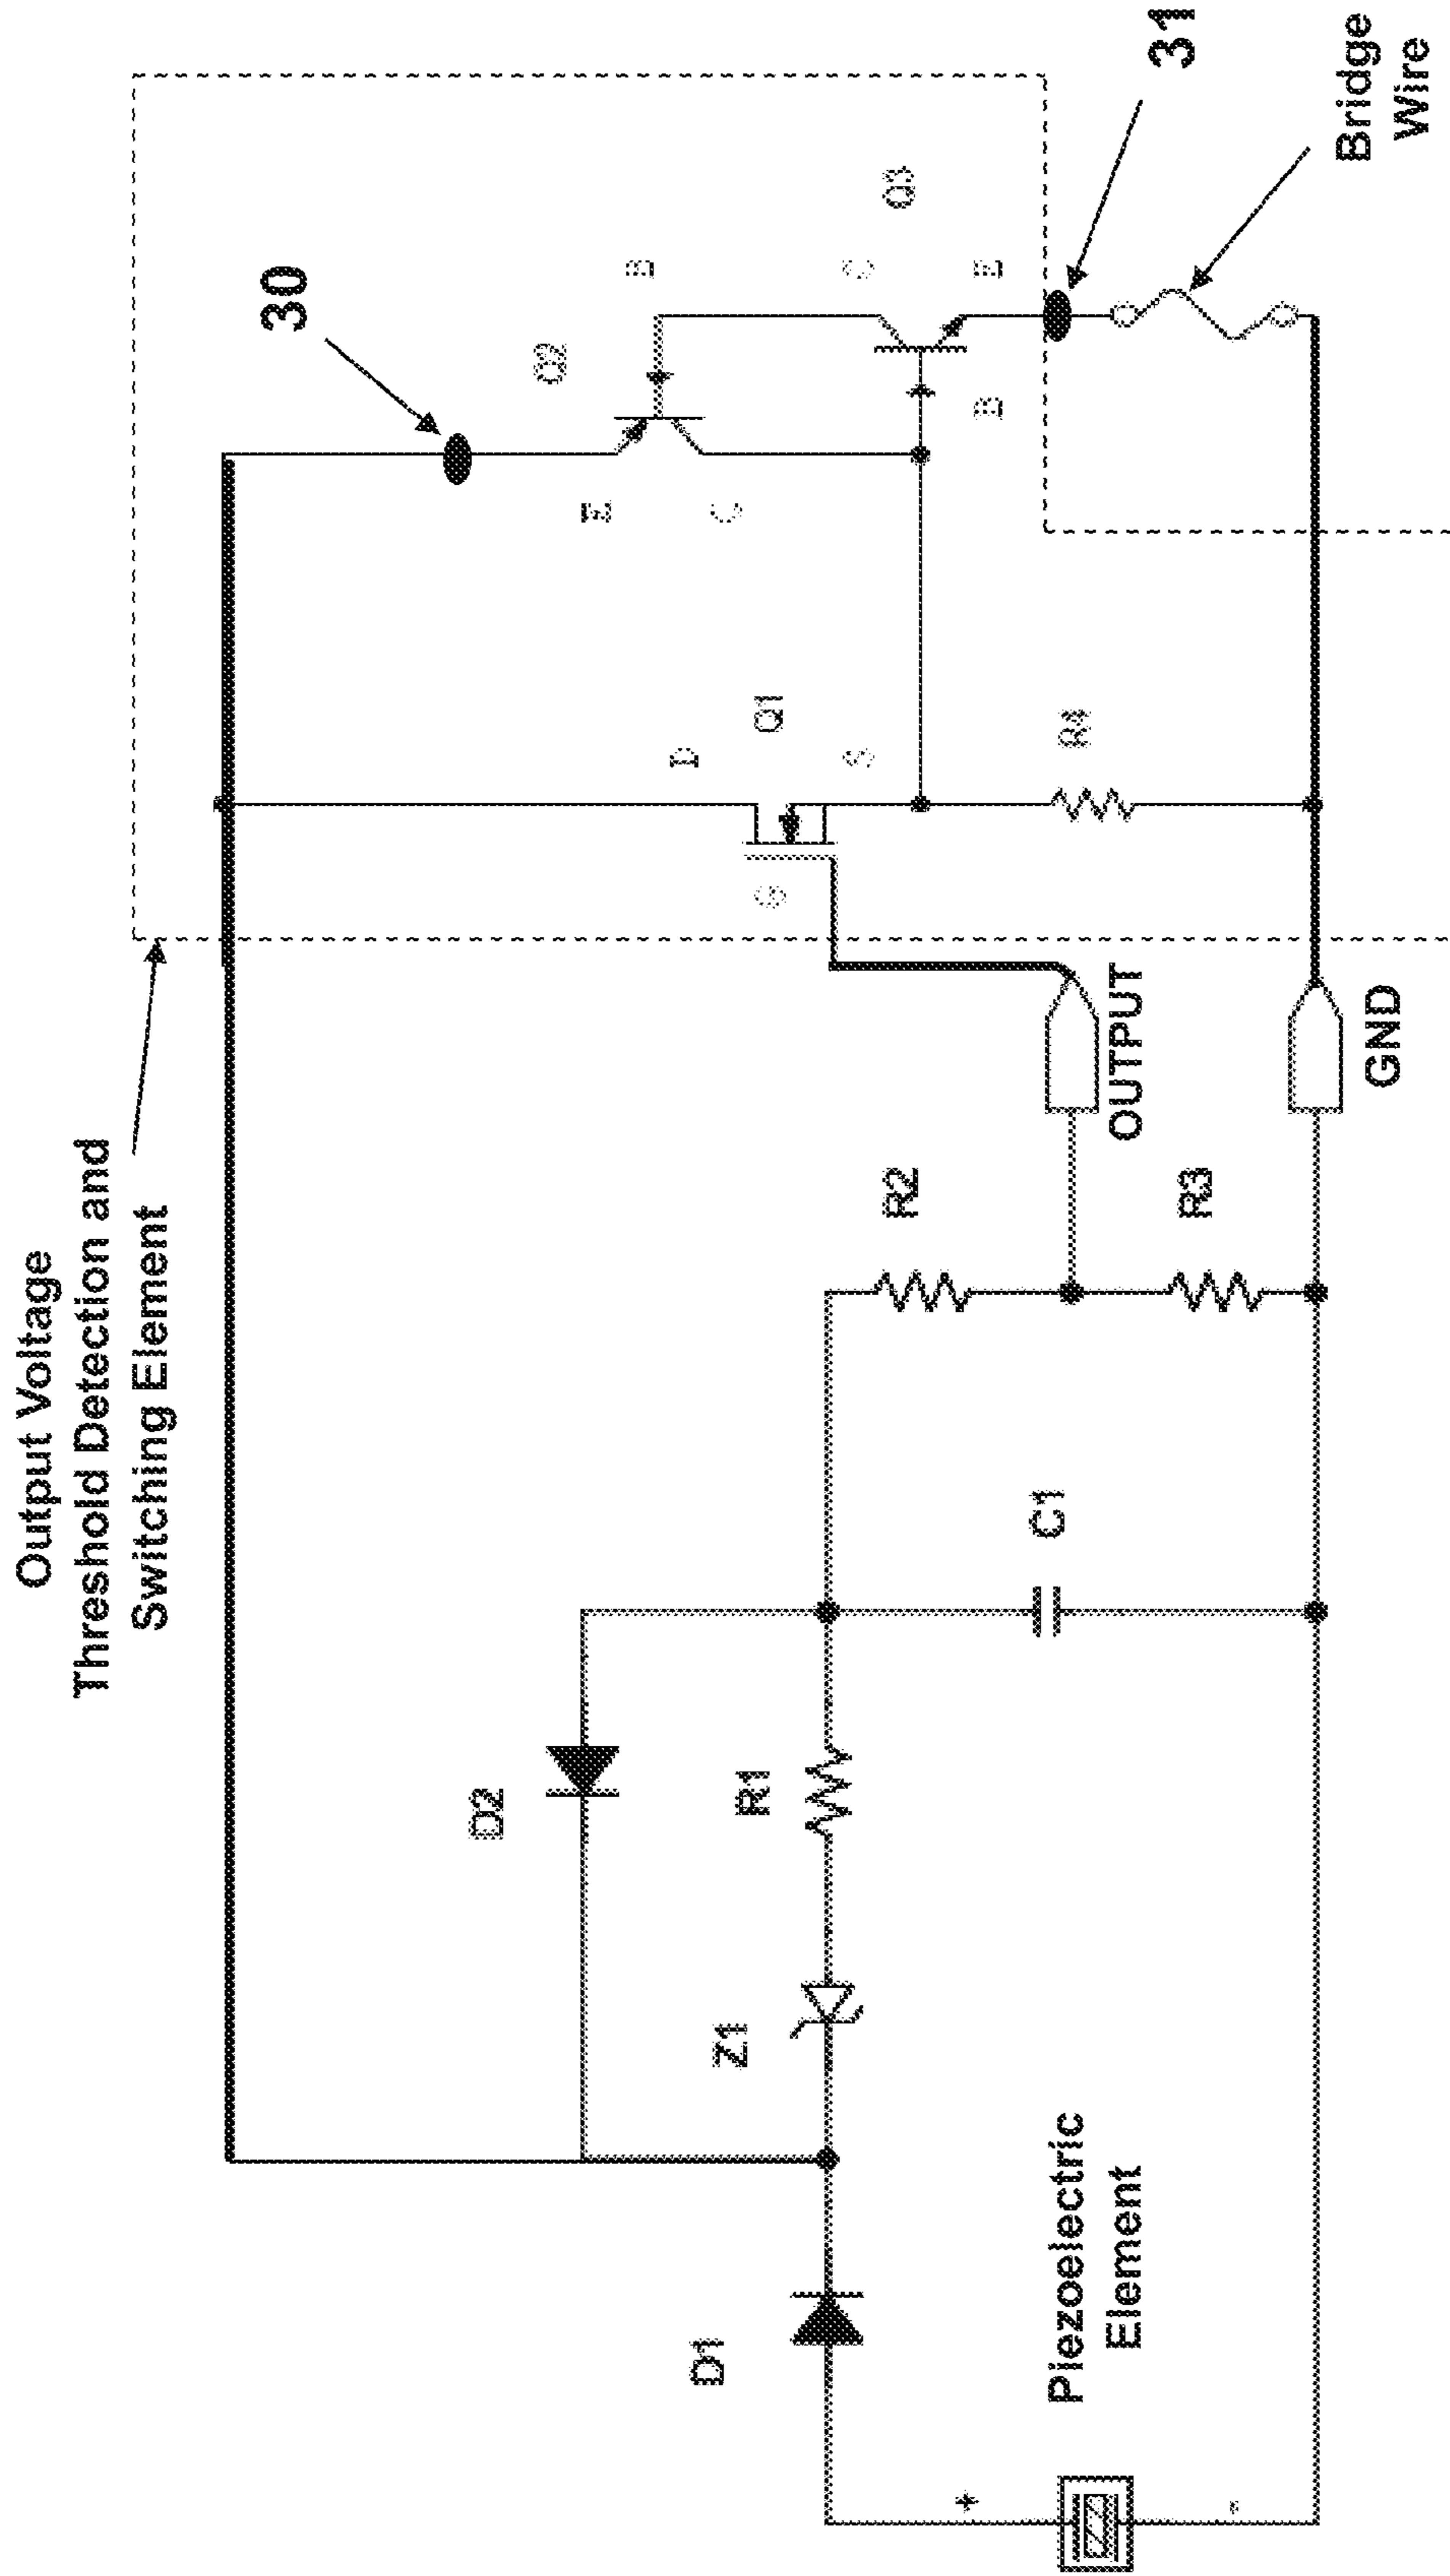 Output Voltage
Threshold Detection and
Switching Element
30
Q2
B
E
C
Q3
C
E
B
31
Bridge
Wire
D
Q1
S
G
R4
OUTPUT
GND
R2
R3
D2
R1
C1
Z1
D1
Piezoelectric
Element
+
-